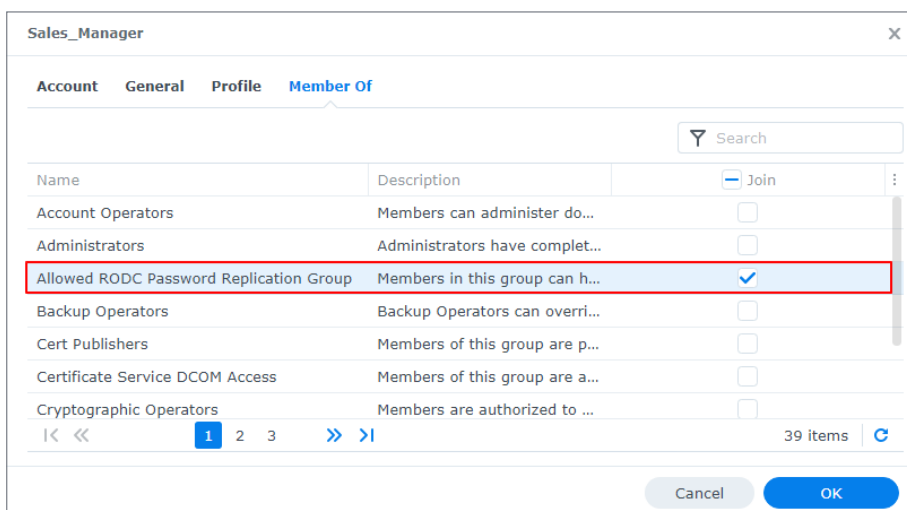 Sales_Manager
Account General Profile Member Of
Search
Name Description Join
Account Operators Members can administer do...
Administrators Administrators have complet...
Allowed RODC Password Replication Group Members in this group can h...
Backup Operators Backup Operators can overri...
Cert Publishers Members of this group are p...
Certificate Service DCOM Access Members of this group are a...
Cryptographic Operators Members are authorized to ...
1 2 3 39 items
Cancel OK